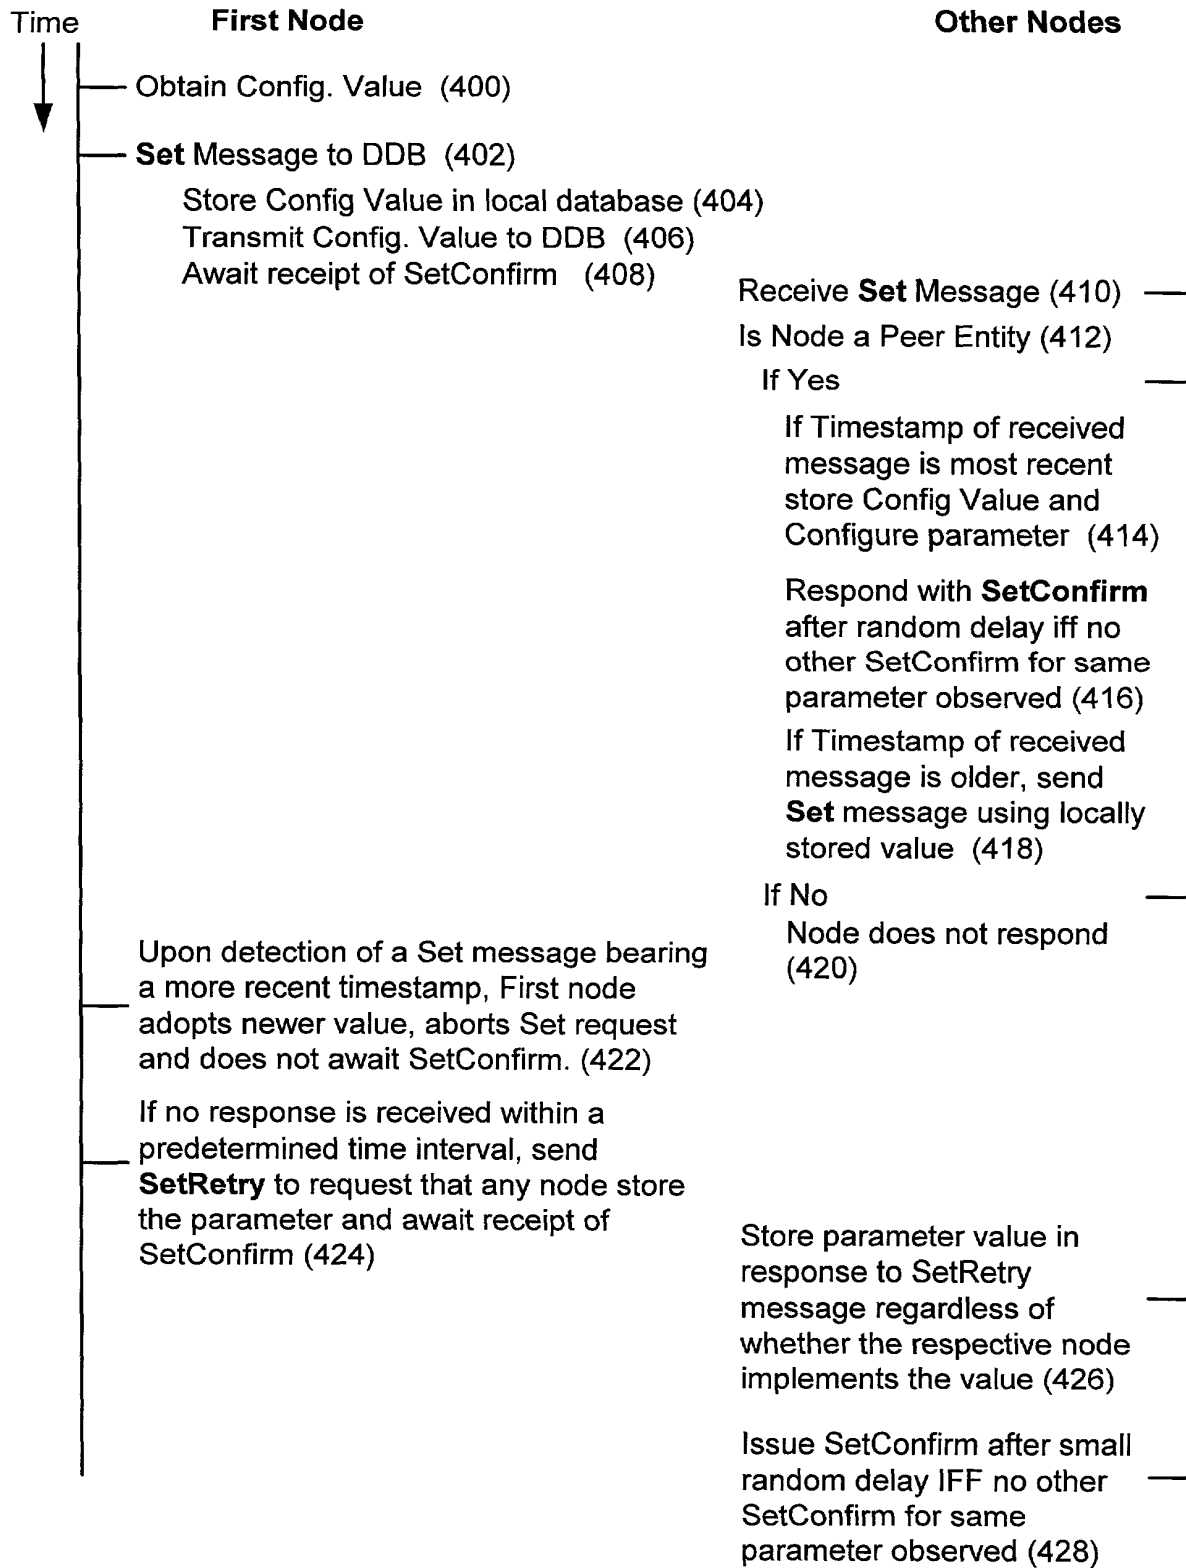 Time
First Node
Other Nodes
Obtain Config. Value (400)
Set Message to DDB (402)
Store Config Value in local database (404)
Transmit Config. Value to DDB (406)
Await receipt of SetConfirm (408)
Receive Set Message (410)
Is Node a Peer Entity (412)
If Yes
If Timestamp of received
message is most recent
store Config Value and
Configure parameter (414)
Respond with SetConfirm
after random delay iff no
other SetConfirm for same
parameter observed (416)
If Timestamp of received
message is older, send
Set message using locally
stored value (418)
If No
Node does not respond
(420)
Upon detection of a Set message bearing
a more recent timestamp, First node
adopts newer value, aborts Set request
and does not await SetConfirm. (422)
If no response is received within a
predetermined time interval, send
SetRetry to request that any node store
the parameter and await receipt of
SetConfirm (424)
Store parameter value in
response to SetRetry
message regardless of
whether the respective node
implements the value (426)
Issue SetConfirm after small
random delay IFF no other
SetConfirm for same
parameter observed (428)